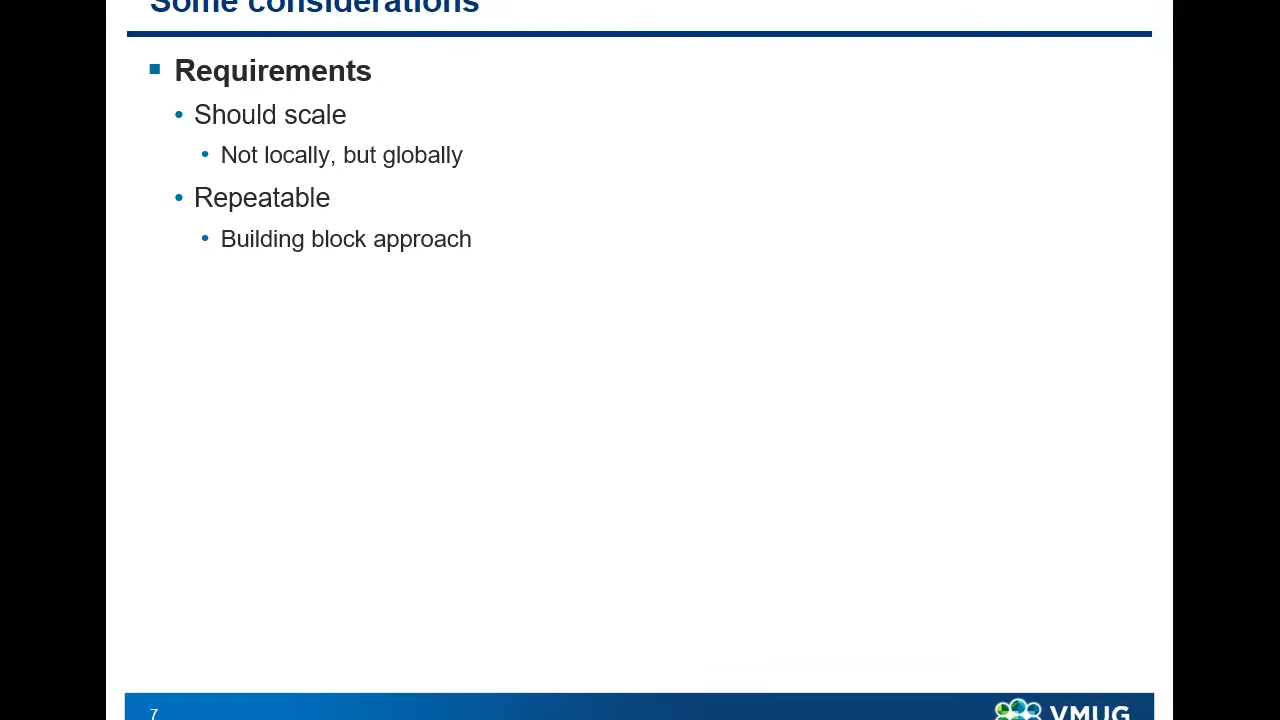 Some considerations
Requirements
Should scale
Not locally, but globally
Repeatable
Building block approach
7
VMUG